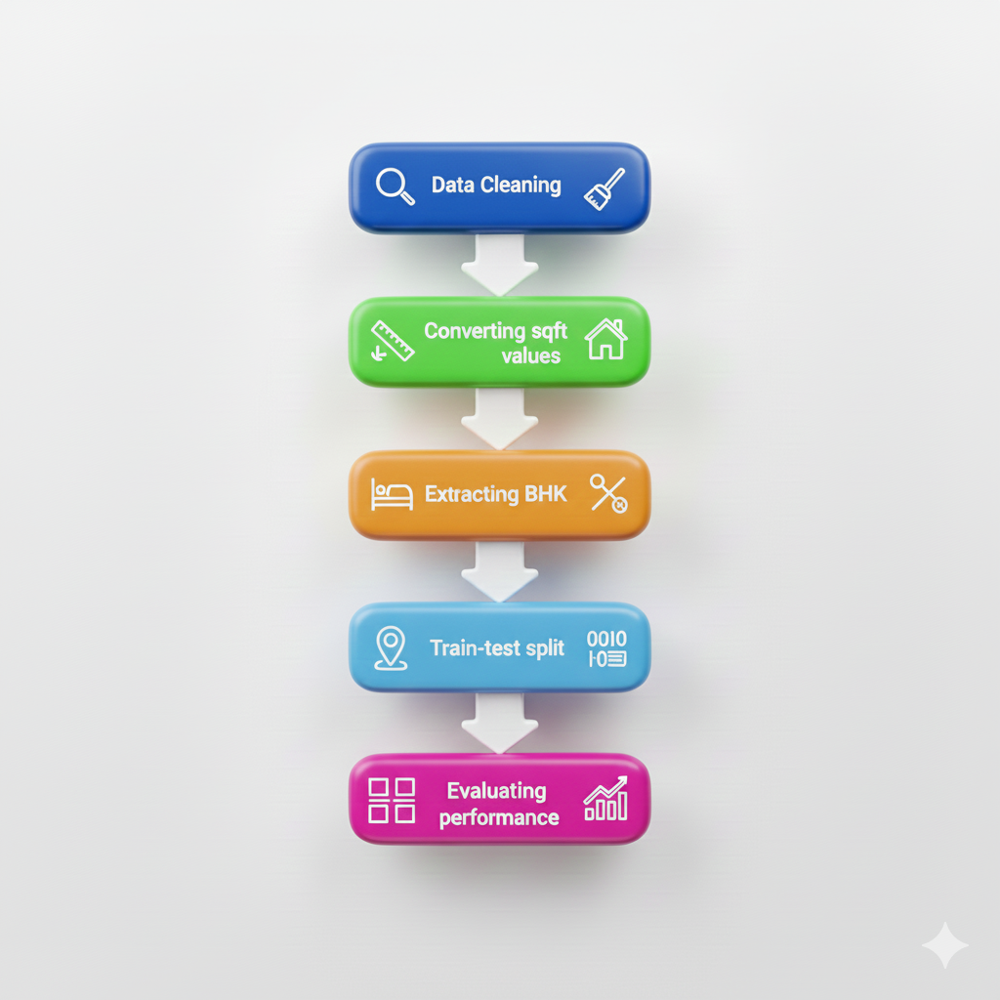 Data Cleaning
Converting sqft
values
Extracting BHK
Train-test split
0010
Evaluating
performance